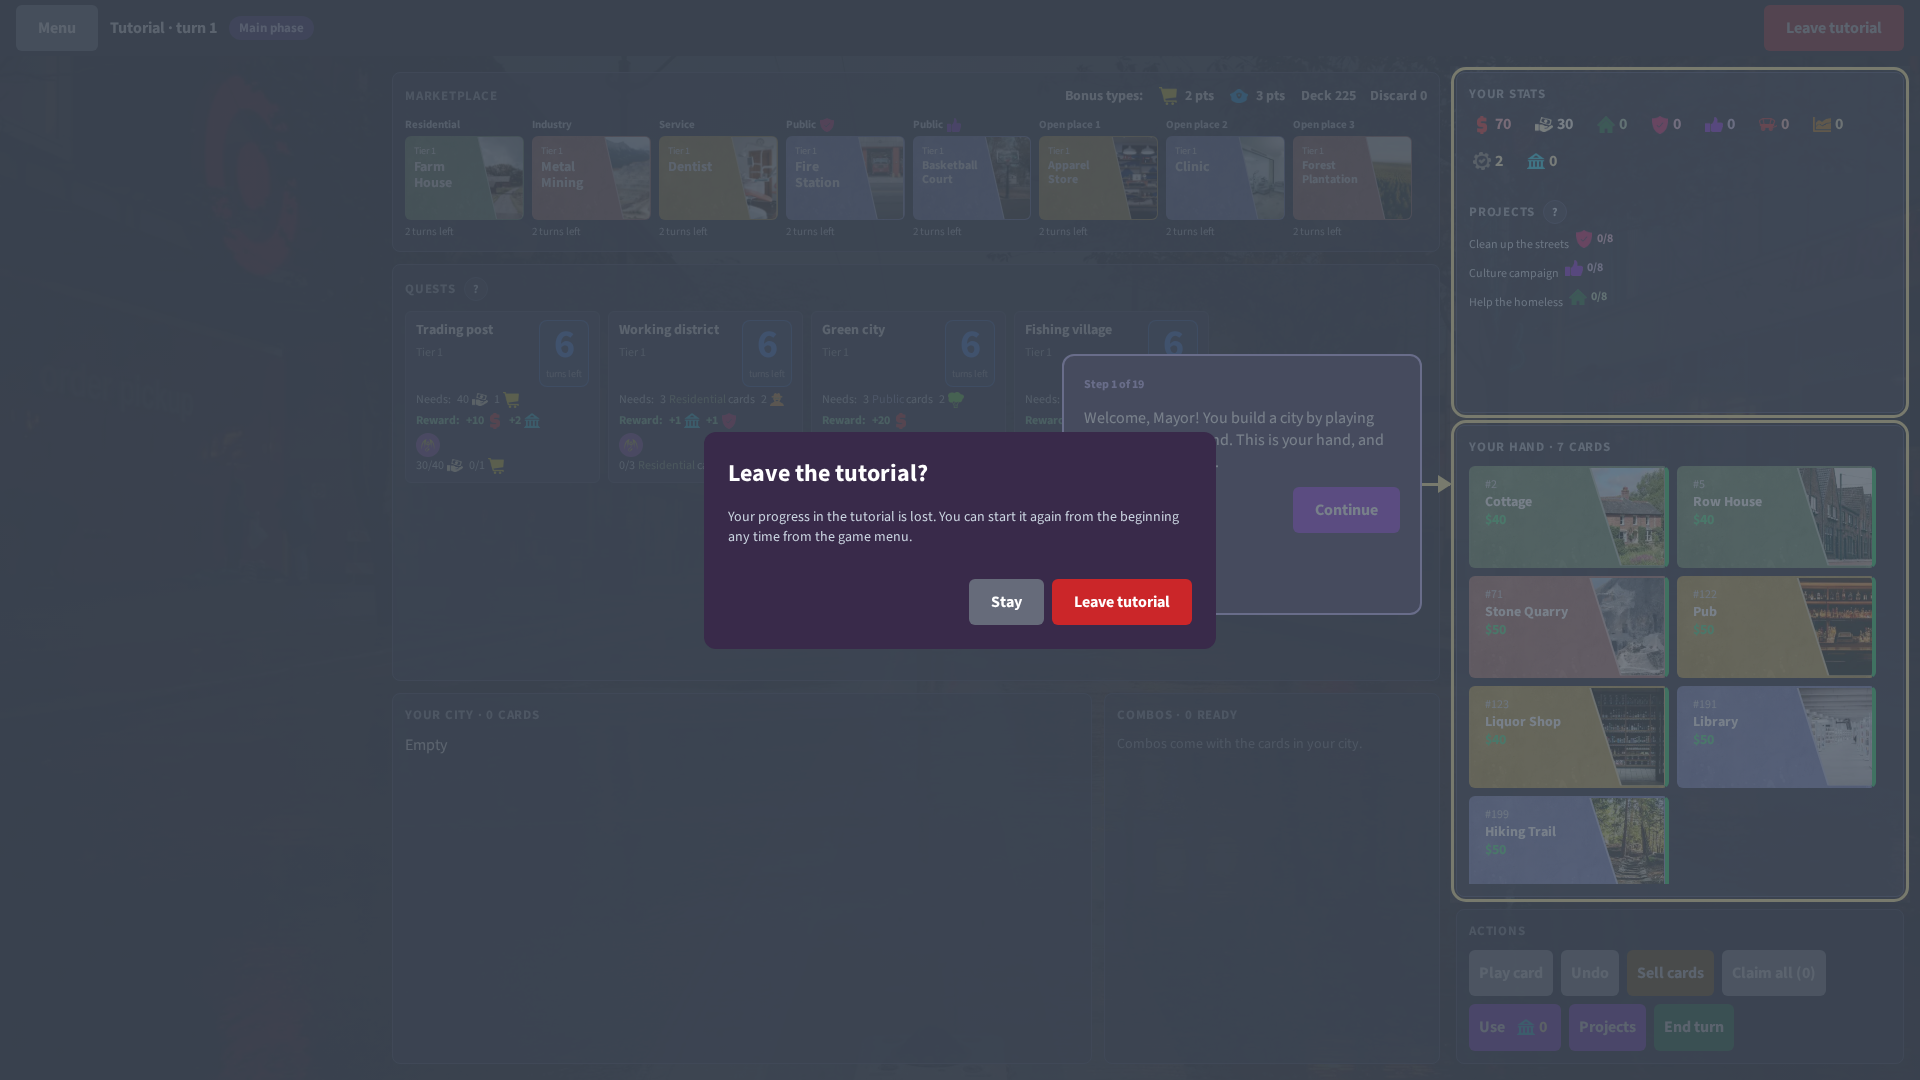 Menu
Tutorial · turn 1
Main phase
Leave tutorial
MARKETPLACE
Bonus types: 2 pts 3 pts Deck 225 Discard 0
Residential
Industry
Service
Public
Public
Open place 1
Open place 2
Open place 3
Tier 1
Farm
House
Tier 1
Metal
Mining
Tier 1
Dentist
Tier 1
Fire
Station
Tier 1
Basketball
Court
Tier 1
Apparel
Store
Tier 1
Clinic
Tier 1
Forest
Plantation
2 turns left
2 turns left
2 turns left
2 turns left
2 turns left
2 turns left
2 turns left
2 turns left
QUESTS ?
Trading post
Tier 1
6
turns left
Needs: 40 1
Reward: +10 +2
30/40 0/1
Working district
Tier 1
6
turns left
Needs: 3 Residential cards 2
Reward: +1 +1
0/3 Residential
Green city
Tier 1
6
turns left
Needs: 3 Public cards 2
Reward: +20
Fishing village
Tier 1
6
Needs:
Reward
Step 1 of 19
Welcome, Mayor! You build a city by playing
This is your hand, and
Continue
Leave the tutorial?
Your progress in the tutorial is lost. You can start it again from the beginning
any time from the game menu.
Stay
Leave tutorial
YOUR CITY · 0 CARDS
Empty
COMBOS · 0 READY
Combos come with the cards in your city.
YOUR STATS
70 30 0 0 0 0 0
2 0
PROJECTS ?
Clean up the streets 0/8
Culture campaign 0/8
Help the homeless 0/8
YOUR HAND · 7 CARDS
#2
Cottage
$40
#5
Row House
$40
#71
Stone Quarry
$50
#122
Pub
#123
Liquor Shop
#191
Library
$50
#199
Hiking Trail
$50
ACTIONS
Play card
Undo
Sell cards
Claim all (0)
Use 0
Projects
End turn